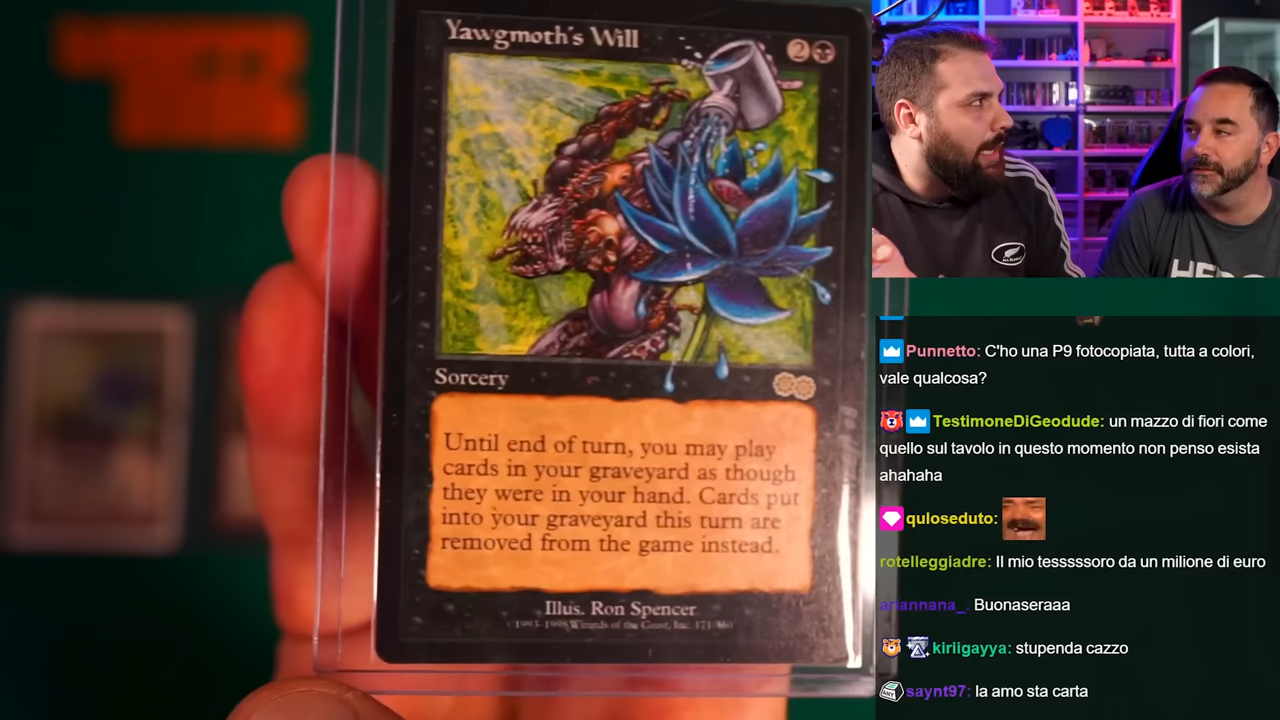 Yawgmoth's Will
2
Sorcery
Until end of turn, you may play
cards in your graveyard as though
they were in your hand. Cards put
into your graveyard this turn are
removed from the game instead.
Illus. Ron Spencer
Punnetto: C'ho una P9 fotocopiata, tutta a colori,
vale qualcosa?
TestimoneDiGeodude: un mazzo di fiori come
quello sul tavolo in questo momento non penso esista
ahahaha
quloseduto:
rotelleggiadre: Il mio tesssssoro da un milione di euro
ariannana_: Buonaseraaa
kiriigayya: stupenda cazzo
saynt97: la amo sta carta